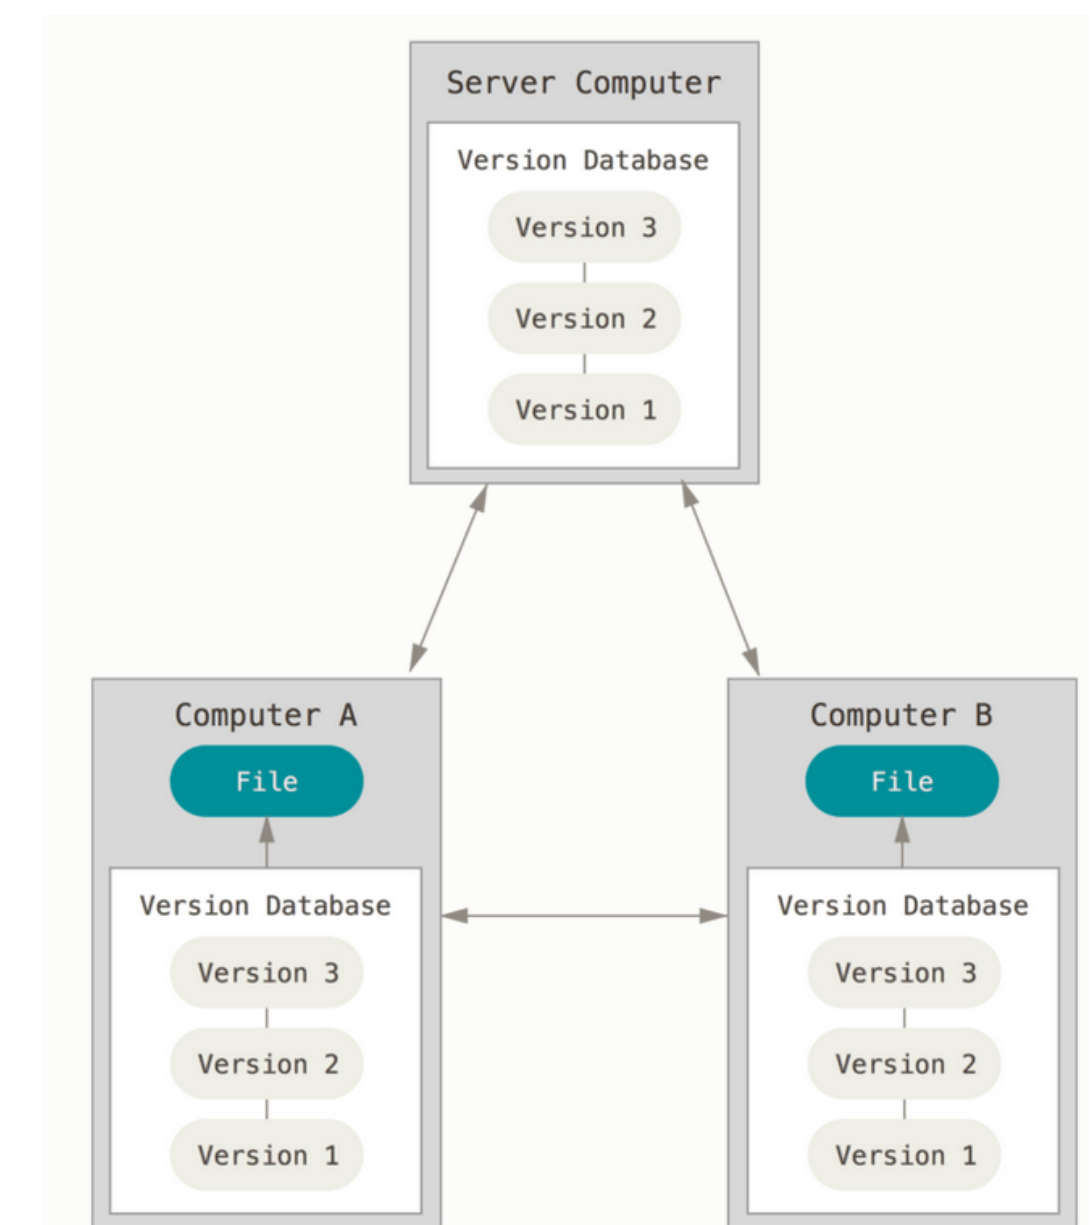 Server Computer
Version Database
Version 3
Version 2
Version 1
Computer A
File
Version Database
Version 3
Version 2
Version 1
Computer B
File
Version Database
Version 3
Version 2
Version 1